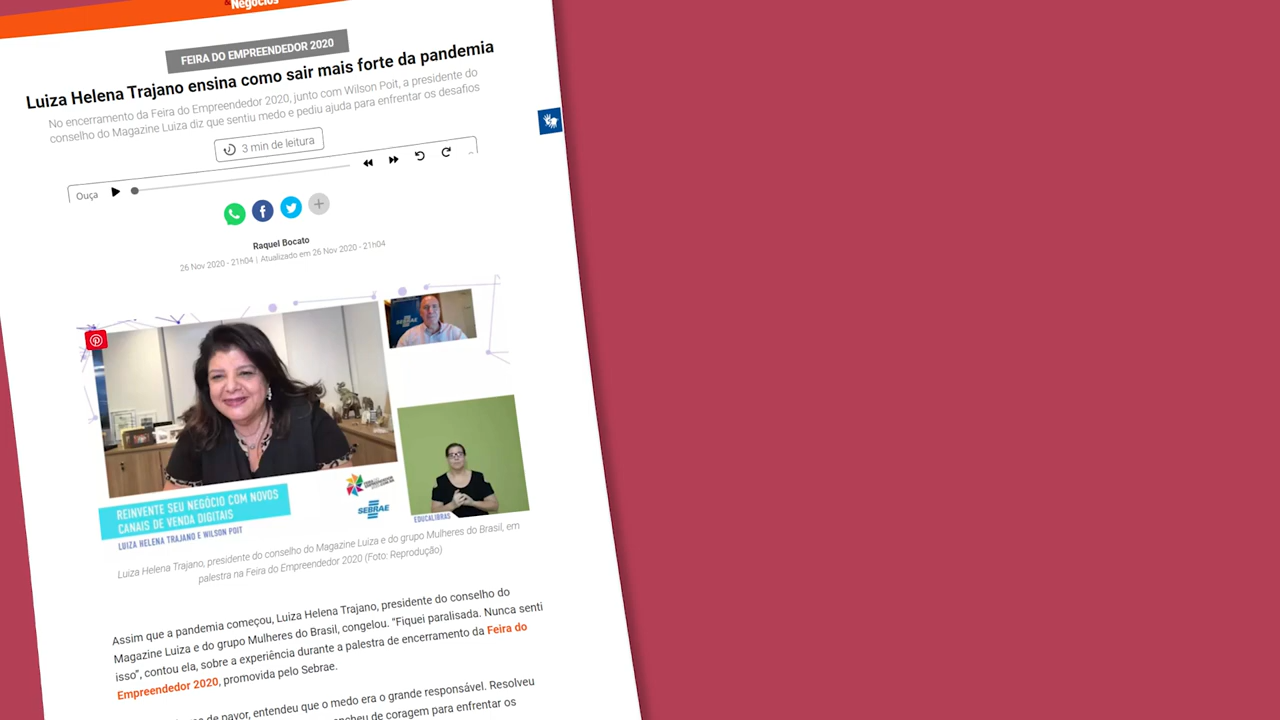 Negócios
FEIRA DO EMPREENDEDOR 2020
Luiza Helena Trajano ensina como sair mais forte da pandemia
No encerramento da Feira do Empreendedor 2020, junto com Wilson Poit, a presidente do
conselho do Magazine Luiza diz que sentiu medo e pediu ajuda para enfrentar os desafios
3 min de leitura
Ouça
Raquel Bocato
26 Nov 2020 - 21h04 | Atualizado em 26 Nov 2020 - 21h04
SEBRAE
REINVENTE SEU NEGÓCIO COM NOVOS
CANAIS DE VENDA DIGITAIS
LUIZA HELENA TRAJANO E WILSON POIT
SEBRAE
EDUCALIBRAS
Luiza Helena Trajano, presidente do conselho do Magazine Luiza e do grupo Mulheres do Brasil, em
palestra na Feira do Empreendedor 2020 (Foto: Reprodução)
Assim que a pandemia começou, Luiza Helena Trajano, presidente do conselho do
Magazine Luiza e do grupo Mulheres do Brasil, congelou. “Fiquei paralisada. Nunca senti
isso”, contou ela, sobre a experiência durante a palestra de encerramento da Feira do
Empreendedor 2020, promovida pelo Sebrae.
de pavor, entendeu que o medo era o grande responsável. Resolveu
de coragem para enfrentar os